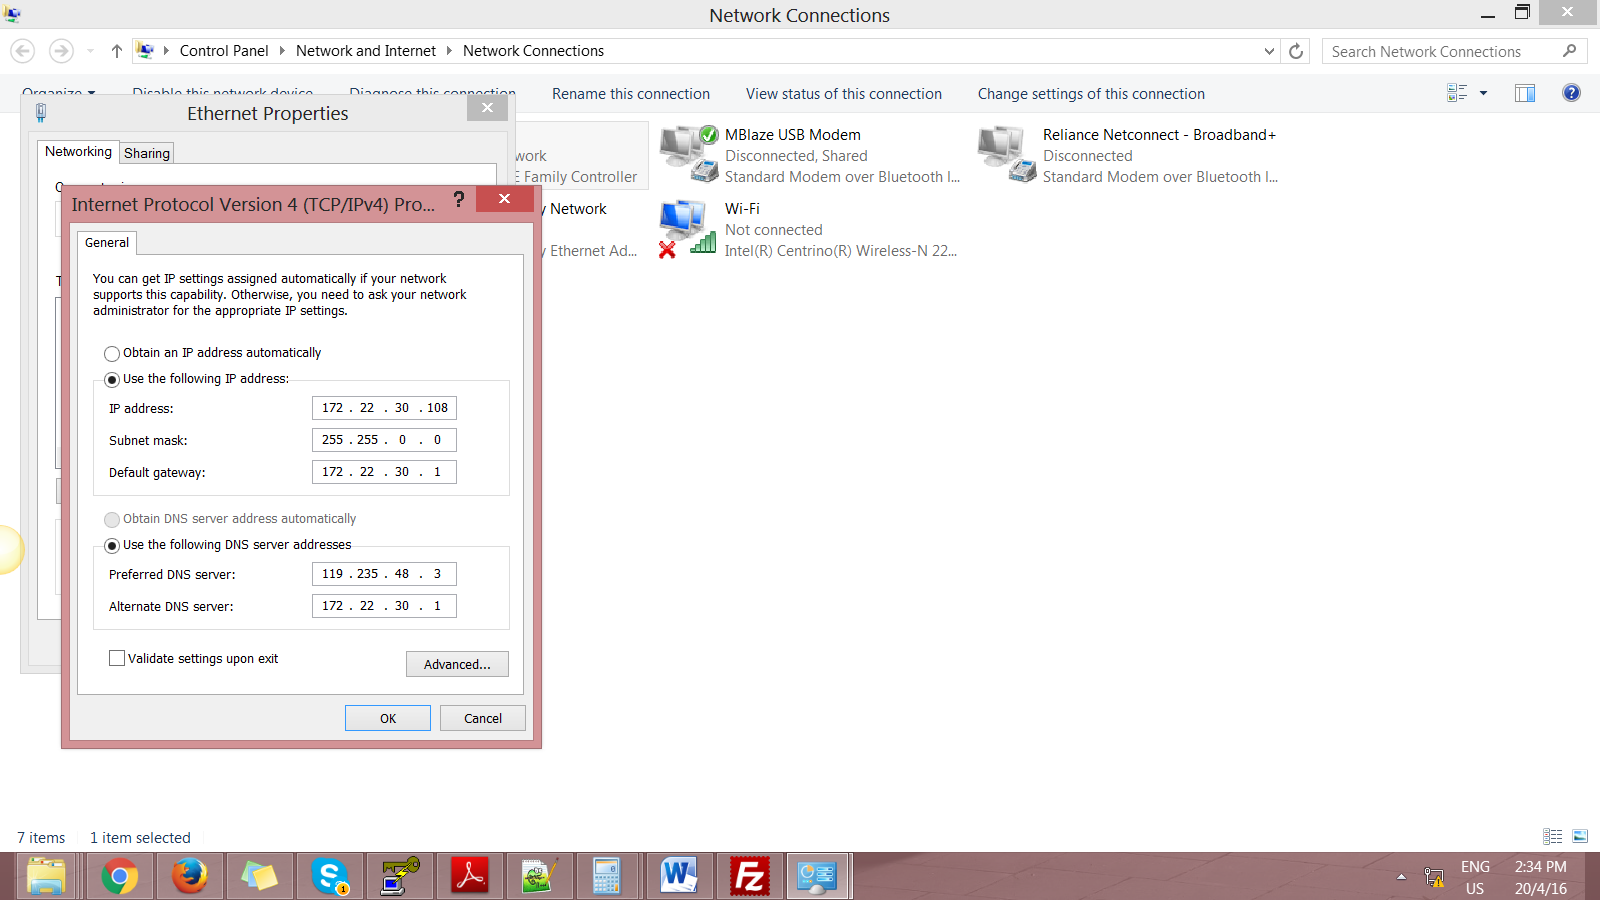 Network Connections
Control Panel
Network and Internet
Network Connections
Search Network Connections
Organize
Disable this network device
Diagnose this connection
Rename this connection
View status of this connection
Change settings of this connection
Ethernet Properties
Networking
Sharing
work
E Family Controller
y Network
y Ethernet Ad...
MBlaze USB Modem
Disconnected, Shared
Standard Modem over Bluetooth l...
Reliance Netconnect - Broadband+
Disconnected
Standard Modem over Bluetooth l...
Wi-Fi
Not connected
Intel(R) Centrino(R) Wireless-N 22...
Internet Protocol Version 4 (TCP/IPv4) Pro...
?
General
You can get IP settings assigned automatically if your network
supports this capability. Otherwise, you need to ask your network
administrator for the appropriate IP settings.
Obtain an IP address automatically
Use the following IP address:
IP address: 172 . 22 . 30 . 108
Subnet mask: 255 . 255 . 0 . 0
Default gateway: 172 . 22 . 30 . 1
Obtain DNS server address automatically
Use the following DNS server addresses
Preferred DNS server: 119 . 235 . 48 . 3
Alternate DNS server: 172 . 22 . 30 . 1
Validate settings upon exit
Advanced...
OK
Cancel
7 items
1 item selected
1
W
Fz
ENG
US
2:34 PM
20/4/16